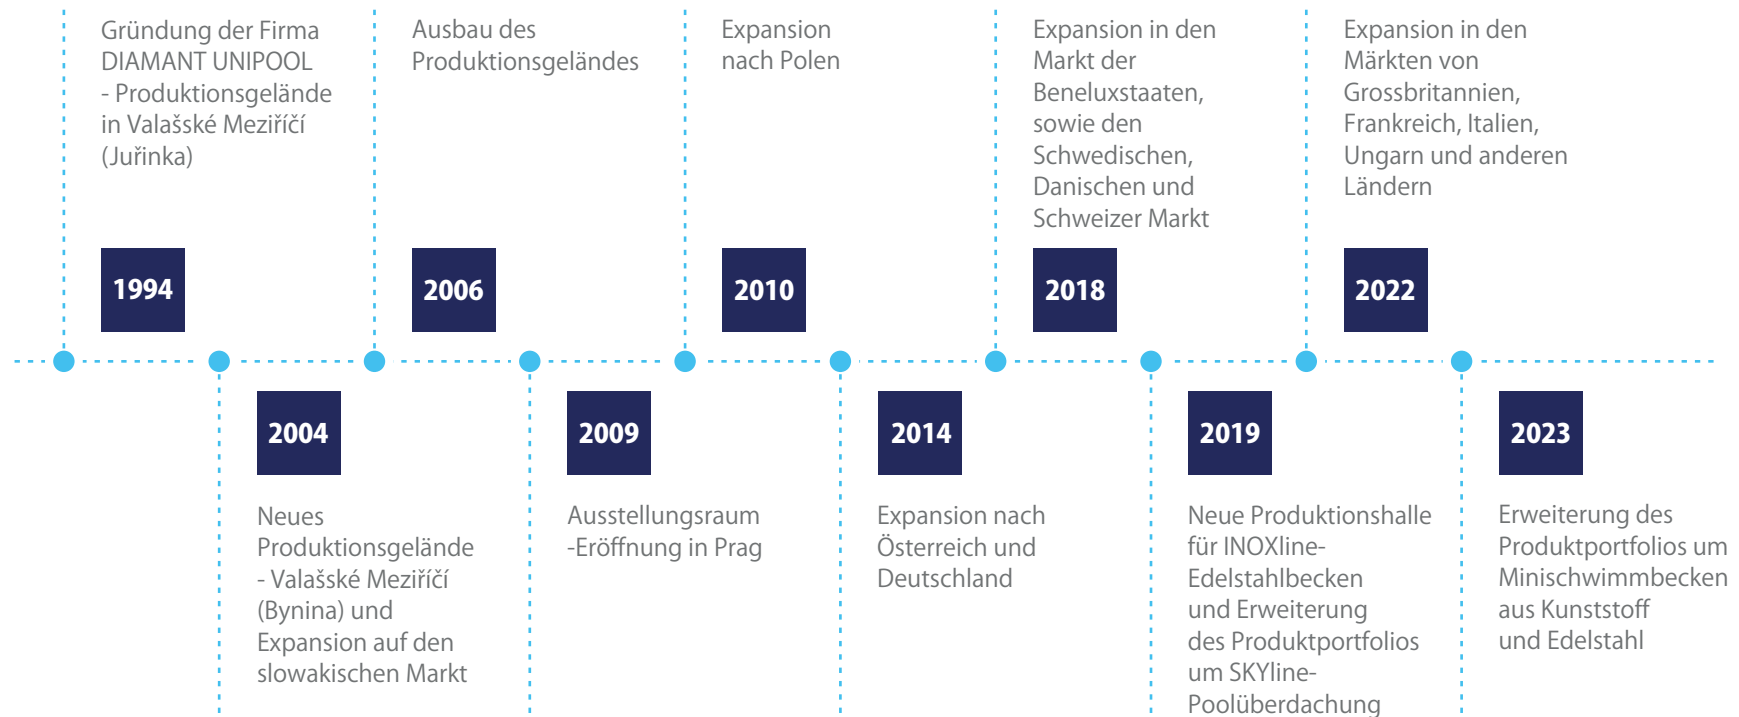 Gründung der Firma
DIAMANT UNIPOOL
- Produktionsgelände
in Valašské Meziříčí
(Juřinka)
1994
Neues
Produktionsgelände
- Valašské Meziříčí
(Bynina) und
Expansion auf den
slowakischen Markt
2004
Ausbau des
Produktionsgeländes
2006
2009
Ausstellungsraum
-Eröffnung in Prag
Expansion
nach Polen
2010
2014
Expansion nach
Österreich und
Deutschland
Expansion in den
Markt der
Beneluxstaaten,
sowie den
Schwedischen,
Danischen und
Schweizer Markt
2018
2019
Neue Produktionshalle
für INOXline-
Edelstahlbecken
und Erweiterung
des Produktportfolios
um SKYline-
Poolüberdachung
Expansion in den
Märkten von
Grossbritannien,
Frankreich, Italien,
Ungarn und anderen
Ländern
2022
2023
Erweiterung des
Produktportfolios um
Minischwimmbecken
aus Kunststoff
und Edelstahl